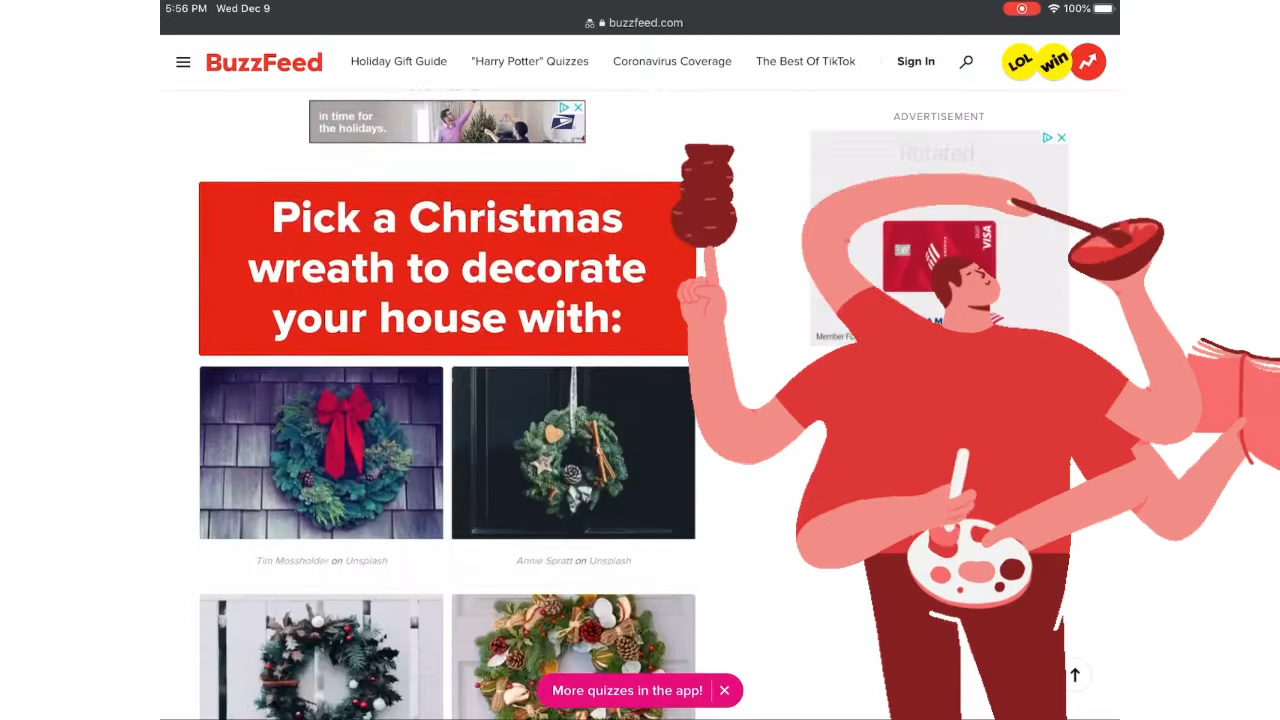 5:56 PM Wed Dec 9
100%
buzzfeed.com
BuzzFeed
Holiday Gift Guide
"Harry Potter" Quizzes
Coronavirus Coverage
The Best Of TikTok
Sign In
LOL
win
in time for
the holidays.
ADVERTISEMENT
Rotated
VISA
Pick a Christmas
wreath to decorate
your house with:
Tim Mossholder on Unsplash
Annie Spratt on Unsplash
More quizzes in the app!